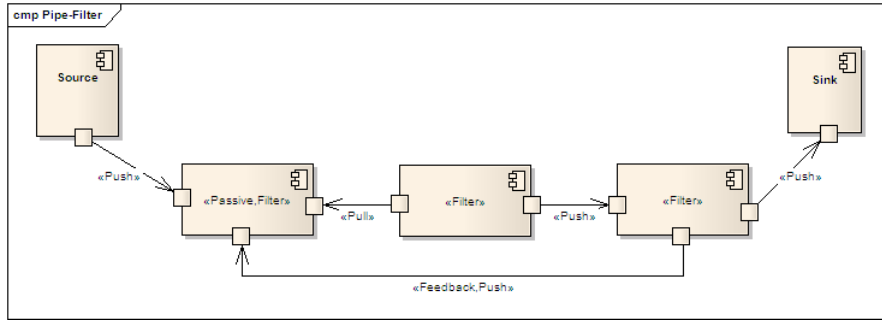 cmp Pipe-Filter
Source
Sink
«Push»
«Push»
«Passive,Filter»
«Filter»
«Filter»
«Pull»
«Push»
«Feedback,Push»